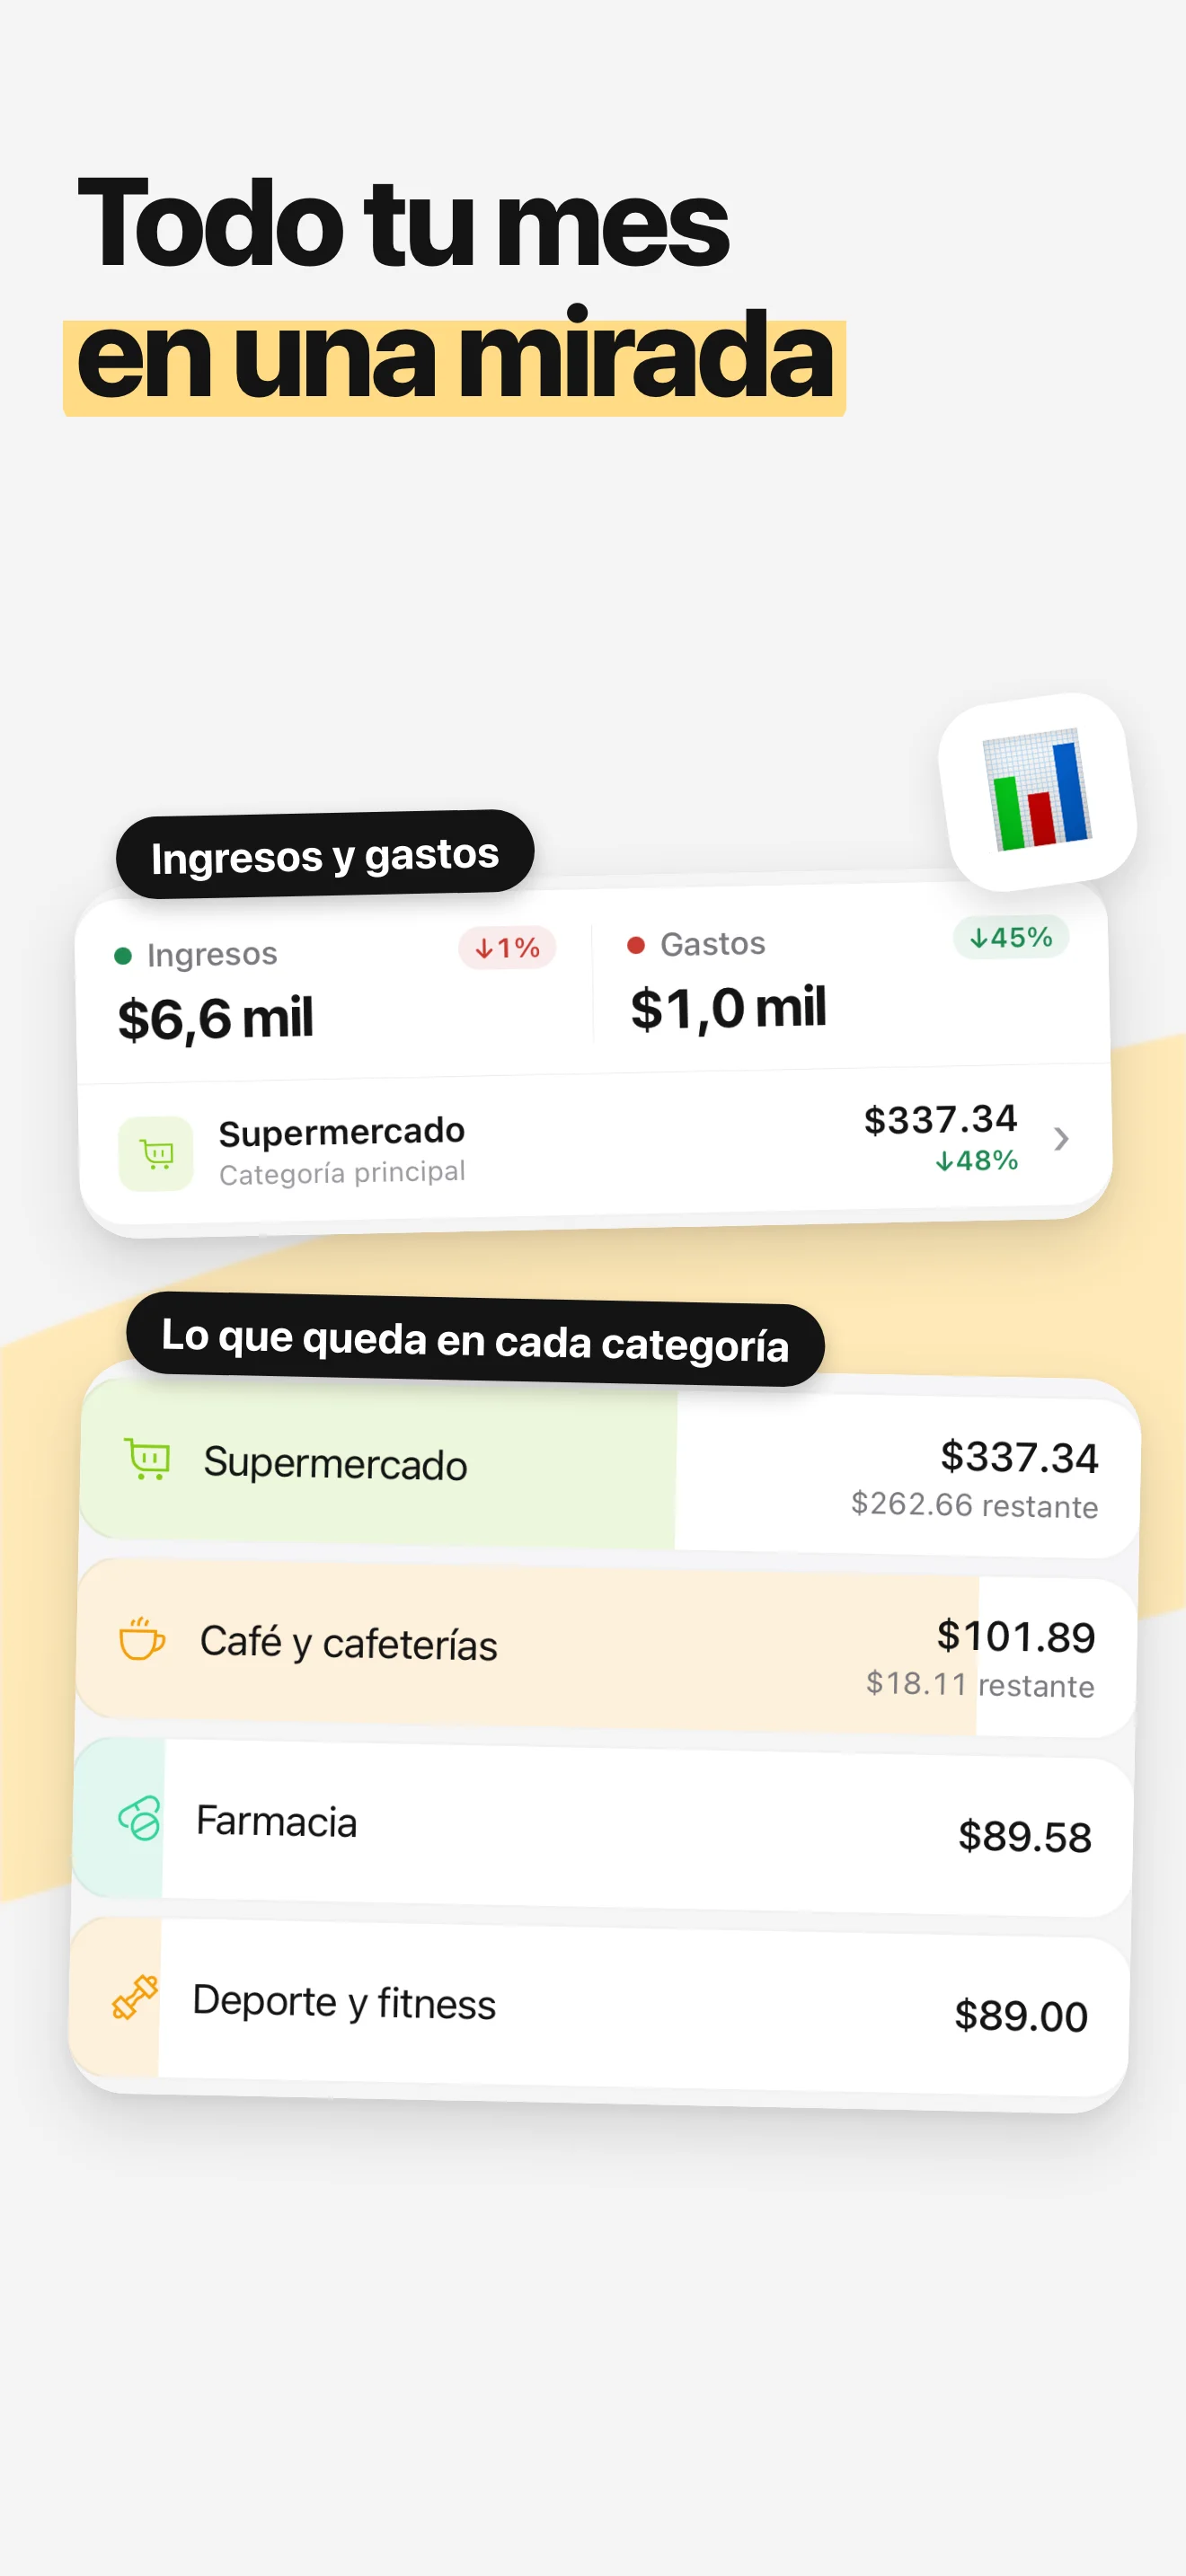 Todo tu mes
en una mirada
Ingresos y gastos
Ingresos
↓1%
$6,6 mil
Gastos
↓45%
$1,0 mil
Supermercado
Categoría principal
$337.34
↓48%
Lo que queda en cada categoría
Supermercado
$337.34
$262.66 restante
Café y cafeterías
$101.89
$18.11 restante
Farmacia
$89.58
Deporte y fitness
$89.00